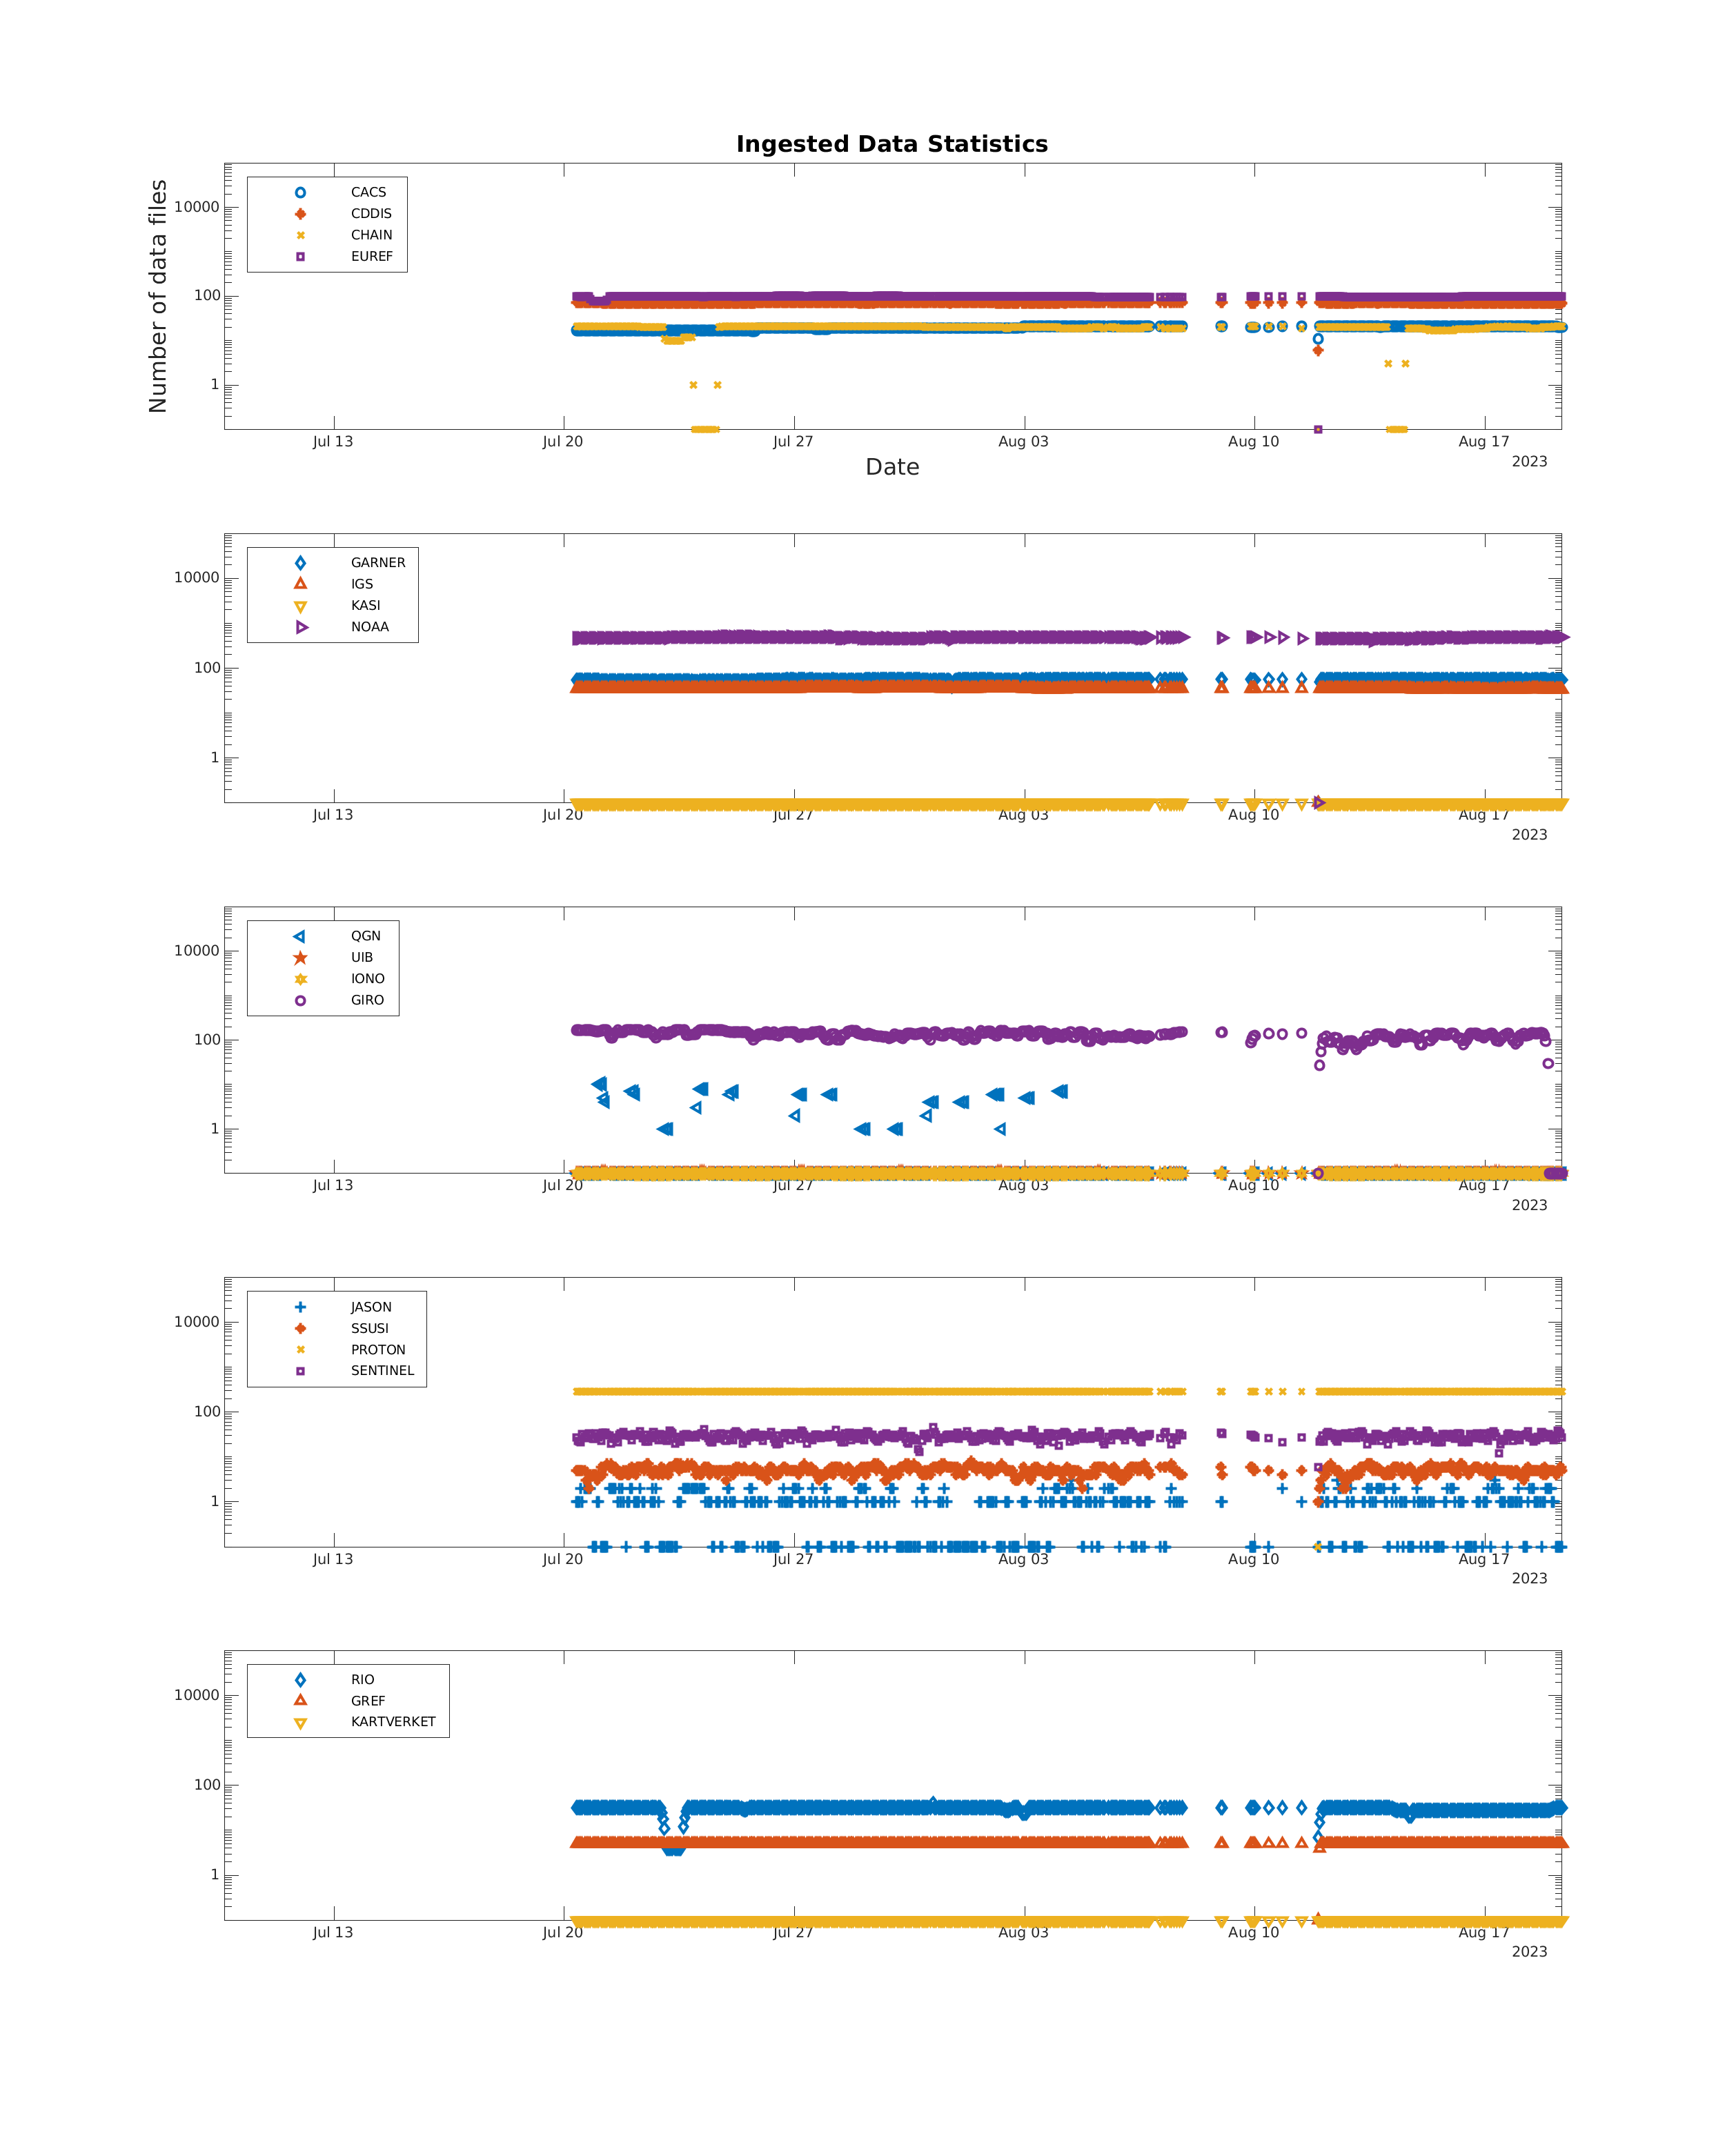 Ingested Data Statistics
Number of data files
10000
100
1
CACS
CDDIS
CHAIN
EUREF
Jul 13 Jul 20 Jul 27 Aug 03 Aug 10 Aug 17
2023
Date
10000
100
1
GARNER
IGS
KASI
NOAA
Jul 13 Jul 20 Jul 27 Aug 03 Aug 10 Aug 17
2023
10000
100
1
QGN
UIB
IONO
GIRO
Jul 13 Jul 20 Jul 27 Aug 03 Aug 10 Aug 17
2023
10000
100
1
JASON
SSUSI
PROTON
SENTINEL
Jul 13 Jul 20 Jul 27 Aug 03 Aug 10 Aug 17
2023
10000
100
1
RIO
GREF
KARTVERKET
Jul 13 Jul 20 Jul 27 Aug 03 Aug 10 Aug 17
2023